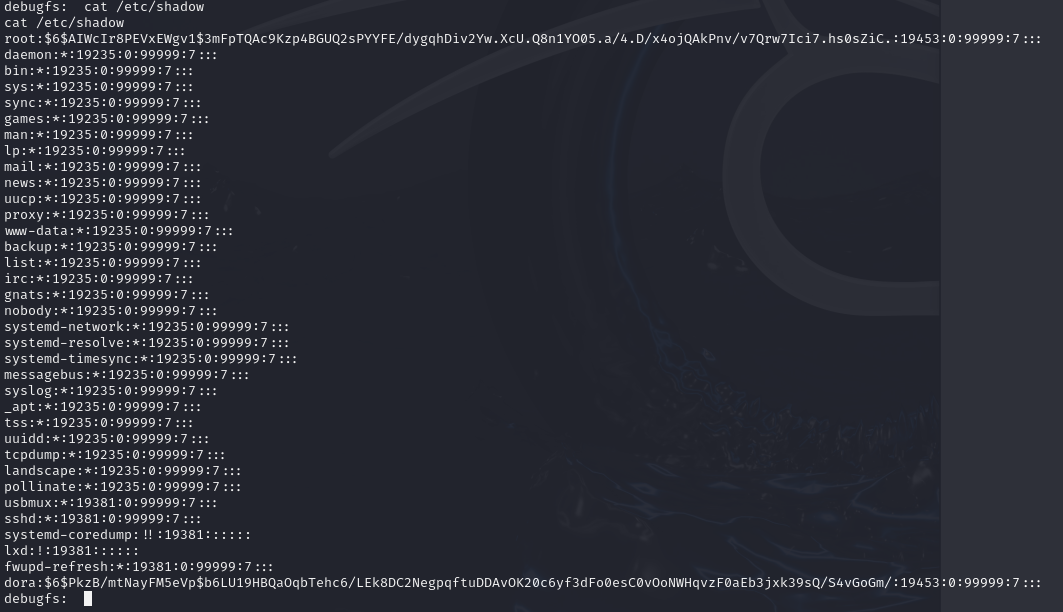 debugfs:  cat /etc/shadow
cat /etc/shadow
root:$6$AIWcIr8PEVxEWgv1$3mFpTQAc9Kzp4BGUQ2sPYYFE/dygqhDiv2Yw.XcU.Q8n1YO05.a/4.D/x4ojQAkPnv/v7Qrw7Ici7.hs0sZiC.:19453:0:99999:7:::
daemon:*:19235:0:99999:7:::
bin:*:19235:0:99999:7:::
sys:*:19235:0:99999:7:::
sync:*:19235:0:99999:7:::
games:*:19235:0:99999:7:::
man:*:19235:0:99999:7:::
lp:*:19235:0:99999:7:::
mail:*:19235:0:99999:7:::
news:*:19235:0:99999:7:::
uucp:*:19235:0:99999:7:::
proxy:*:19235:0:99999:7:::
www-data:*:19235:0:99999:7:::
backup:*:19235:0:99999:7:::
list:*:19235:0:99999:7:::
irc:*:19235:0:99999:7:::
gnats:*:19235:0:99999:7:::
nobody:*:19235:0:99999:7:::
systemd-network:*:19235:0:99999:7:::
systemd-resolve:*:19235:0:99999:7:::
systemd-timesync:*:19235:0:99999:7:::
messagebus:*:19235:0:99999:7:::
syslog:*:19235:0:99999:7:::
_apt:*:19235:0:99999:7:::
tss:*:19235:0:99999:7:::
uuidd:*:19235:0:99999:7:::
tcpdump:*:19235:0:99999:7:::
landscape:*:19235:0:99999:7:::
pollinate:*:19235:0:99999:7:::
usbmux:*:19381:0:99999:7:::
sshd:*:19381:0:99999:7:::
systemd-coredump:!!:19381::::::
lxd:!:19381::::::
fwupd-refresh:*:19381:0:99999:7:::
dora:$6$PkzB/mtNayFM5eVp$b6LU19HBQaOqbTehc6/LEk8DC2NegpqftuDDAvOK20c6yf3dFo0esC0vOoNWHqvzF0aEb3jxk39sQ/S4vGoGm/:19453:0:99999:7:::
debugfs: